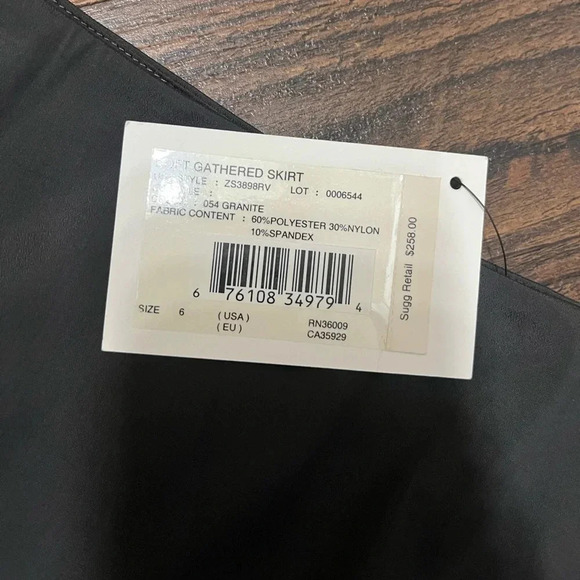 GATHERED SKIRT
: ZS3898RV LOT : 0006544
:
: 054 GRANITE
FABRIC CONTENT : 60%POLYESTER 30%NYLON
10%SPANDEX
6 76108 34979 4
SIZE 6 (USA) RN36009
(EU) CA35929
Sugg Retail $258.00